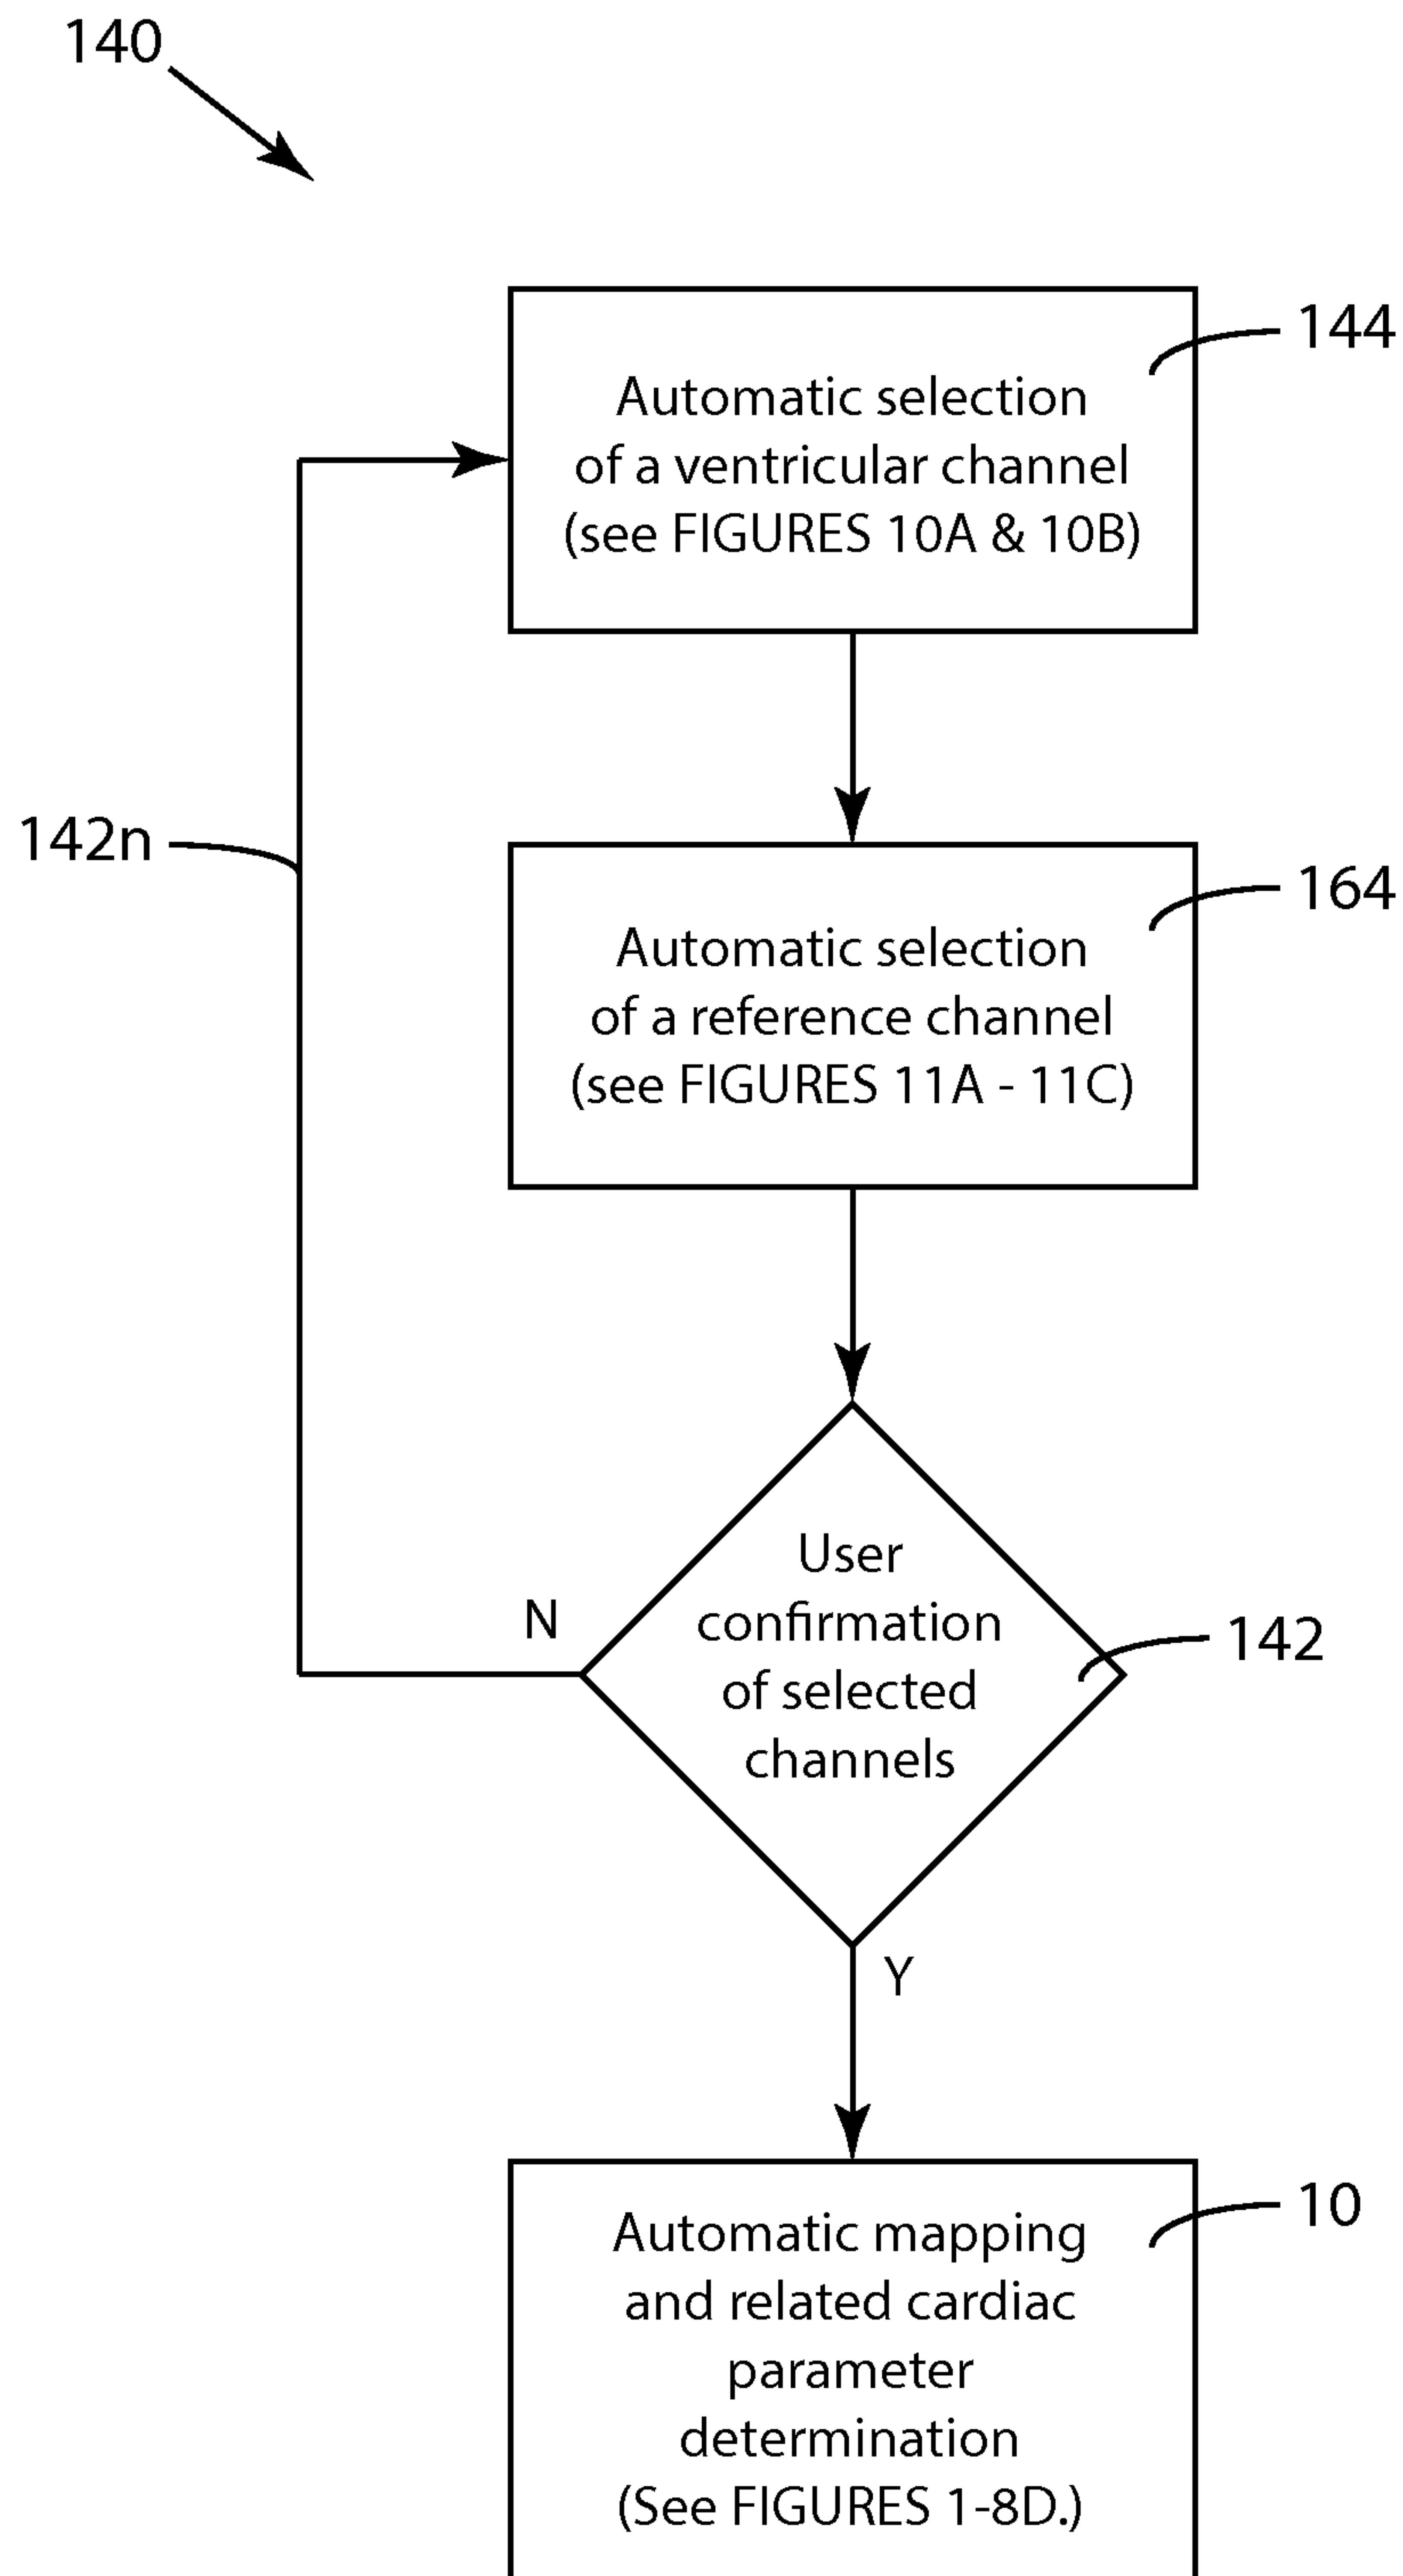 140
144
Automatic selection
of a ventricular channel
(see FIGURES 10A & 10B)
142n
164
Automatic selection
of a reference channel
(see FIGURES 11A - 11C)
N
User
confirmation
of selected
channels
142
Y
10
Automatic mapping
and related cardiac
parameter
determination
(See FIGURES 1-8D.)